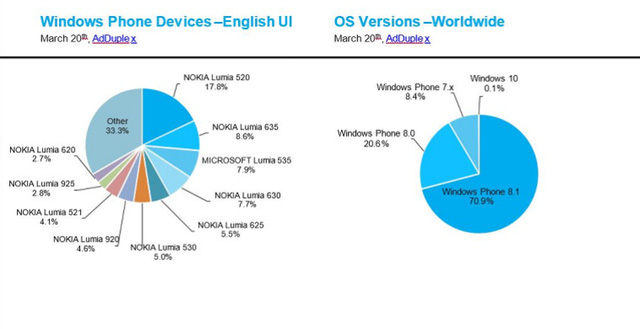 Windows Phone Devices –English UI
March 20th, AdDuplex
OS Versions –Worldwide
March 20th, AdDuplex
NOKIA Lumia 520
17.8%
NOKIA Lumia 635
8.6%
MICROSOFT Lumia 535
7.9%
NOKIA Lumia 630
7.7%
NOKIA Lumia 625
5.5%
NOKIA Lumia 530
5.0%
NOKIA Lumia 920
4.6%
NOKIA Lumia 521
4.1%
NOKIA Lumia 925
2.8%
NOKIA Lumia 620
2.7%
Other
33.3%
Windows 10
0.1%
Windows Phone 7.x
8.4%
Windows Phone 8.0
20.6%
Windows Phone 8.1
70.9%